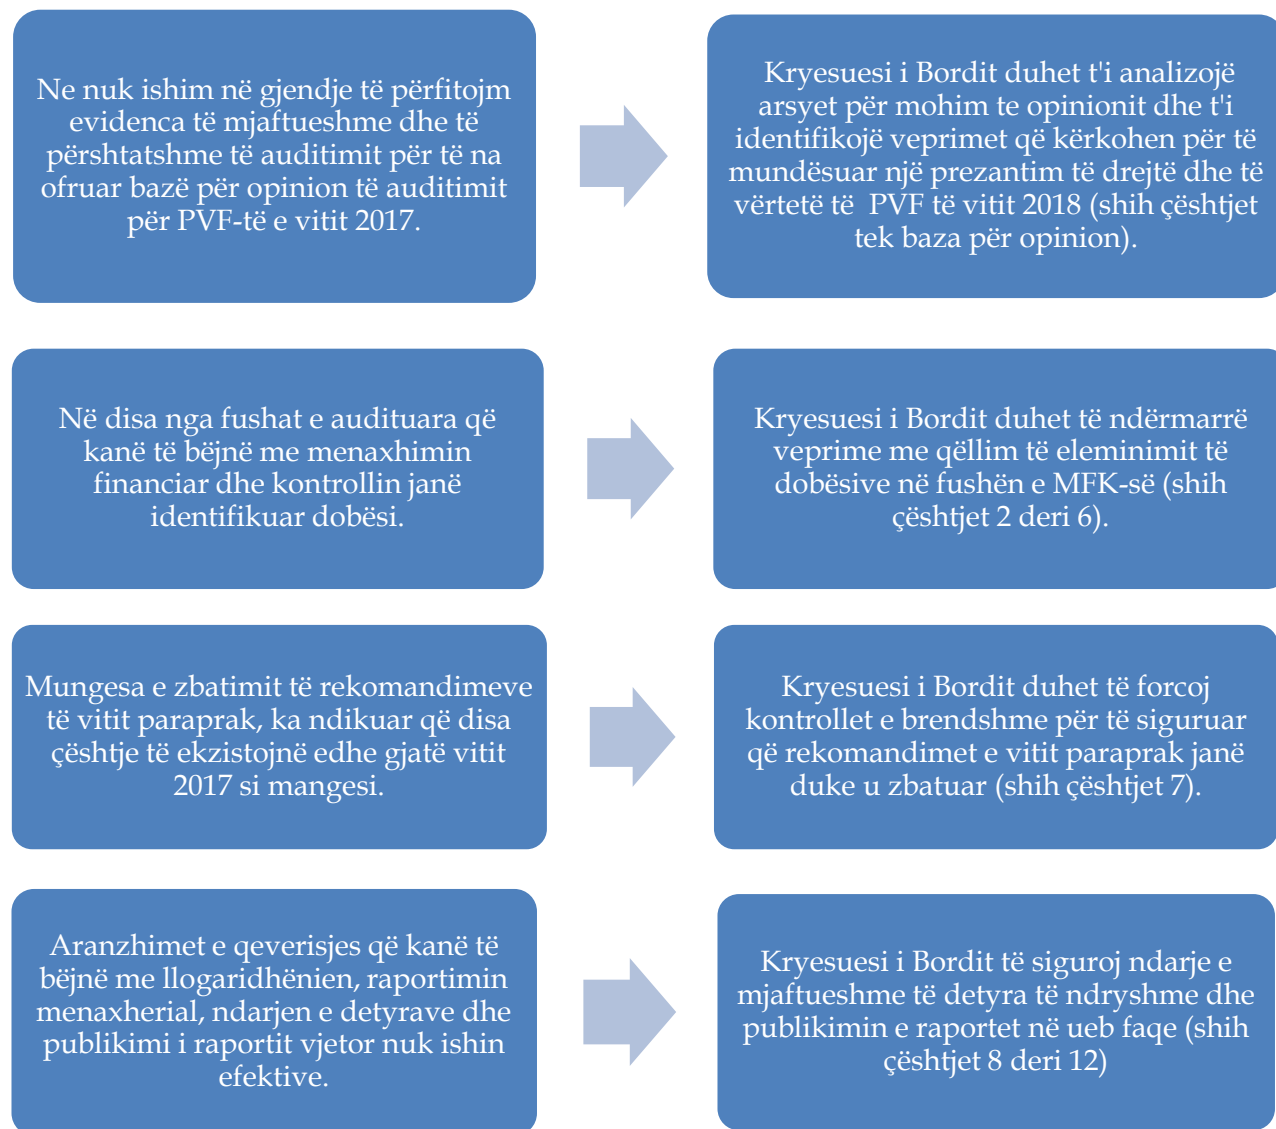 Ne nuk ishim në gjendje të përfitojm
evidenca të mjaftueshme dhe të
përshtatshme të auditimit për të na
ofruar bazë për opinion të auditimit
për PVF-të e vitit 2017.
Kryesuesi i Bordit duhet t'i analizojë
arsyet për mohim te opinionit dhe t'i
identifikojë veprimet që kërkohen për të
mundësuar një prezantim të drejtë dhe të
vërtetë të PVF të vitit 2018 (shih çështjet
tek baza për opinion).
Në disa nga fushat e audituara që
kanë të bëjnë me menaxhimin
financiar dhe kontrollin janë
identifikuar dobësi.
Kryesuesi i Bordit duhet të ndërmarrë
veprime me qëllim të eleminimit të
dobësive në fushën e MFK-së (shih
çështjet 2 deri 6).
Mungesa e zbatimit të rekomandimeve
të vitit paraprak, ka ndikuar që disa
çështje të ekzistojnë edhe gjatë vitit
2017 si mangesi.
Kryesuesi i Bordit duhet të forcoj
kontrollet e brendshme për të siguruar
që rekomandimet e vitit paraprak janë
duke u zbatuar (shih çështjet 7).
Aranzhimet e qeverisjes që kanë të
bëjnë me llogaridhënien, raportimin
menaxherial, ndarjen e detyrave dhe
publikimi i raportit vjetor nuk ishin
efektive.
Kryesuesi i Bordit të siguroj ndarje e
mjaftueshme të detyra të ndryshme dhe
publikimin e raportet në ueb faqe (shih
çështjet 8 deri 12)